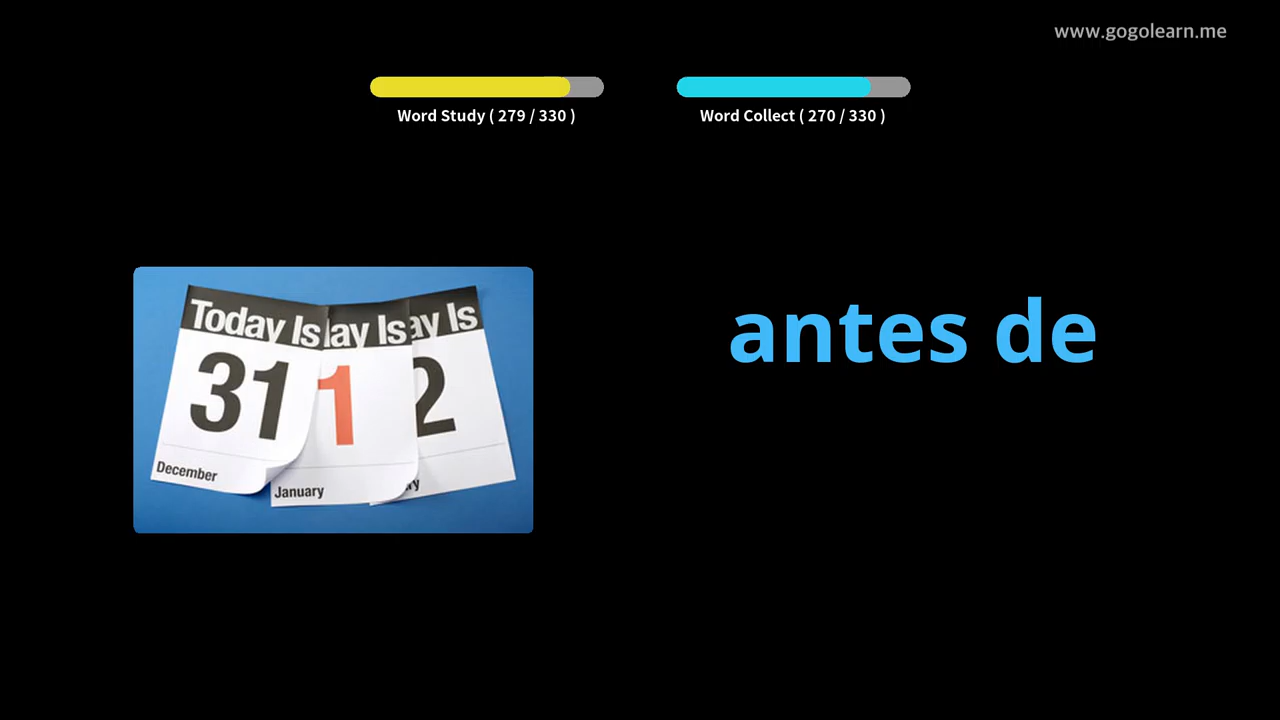 www.gogolearn.me
Word Study ( 279 / 330 )
Word Collect ( 270 / 330 )
antes de
Today Is
ay Is
ay Is
31
1
2
December
January
ry